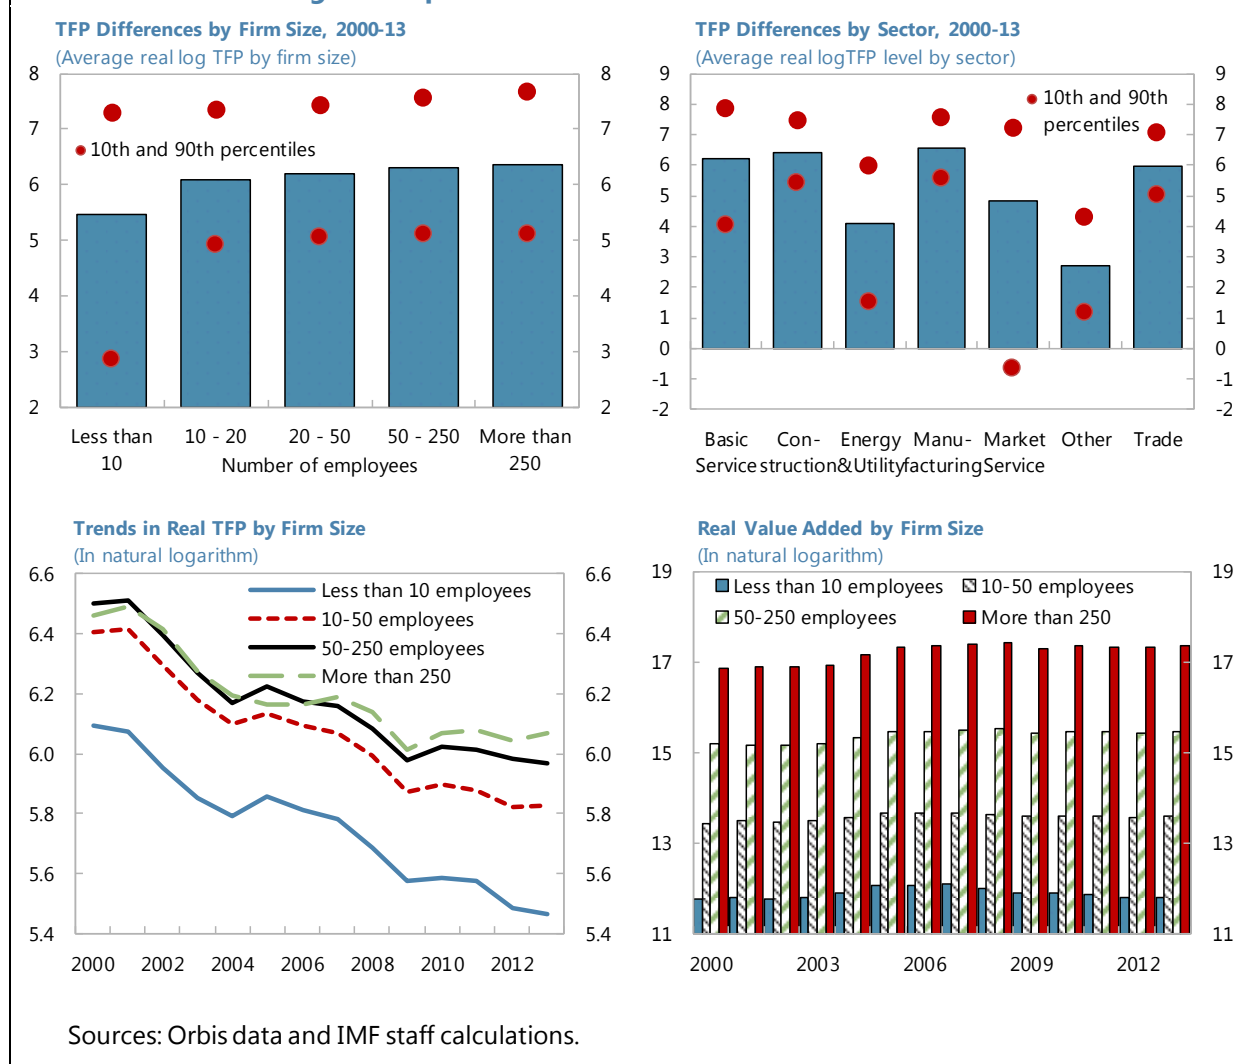 TFP Differences by Firm Size, 2000-13
(Average real log TFP by firm size)
8
7
6
5
4
3
2
8
7
6
5
4
3
2
10th and 90th percentiles
Less than 10
10 - 20
20 - 50
50 - 250
More than 250
Number of employees
TFP Differences by Sector, 2000-13
(Average real logTFP level by sector)
9
8
7
6
5
4
3
2
1
0
-1
-2
9
8
7
6
5
4
3
2
1
0
-1
-2
10th and 90th
percentiles
Basic Service
Con-struction
Energy &Utility
Manu-facturing
Market Service
Other
Trade
Trends in Real TFP by Firm Size
(In natural logarithm)
6.6
6.4
6.2
6.0
5.8
5.6
5.4
6.6
6.4
6.2
6.0
5.8
5.6
5.4
Less than 10 employees
10-50 employees
50-250 employees
More than 250
2000 2002 2004 2006 2008 2010 2012
Real Value Added by Firm Size
(In natural logarithm)
19
17
15
13
11
19
17
15
13
11
Less than 10 employees
10-50 employees
50-250 employees
More than 250
2000 2003 2006 2009 2012
Sources: Orbis data and IMF staff calculations.